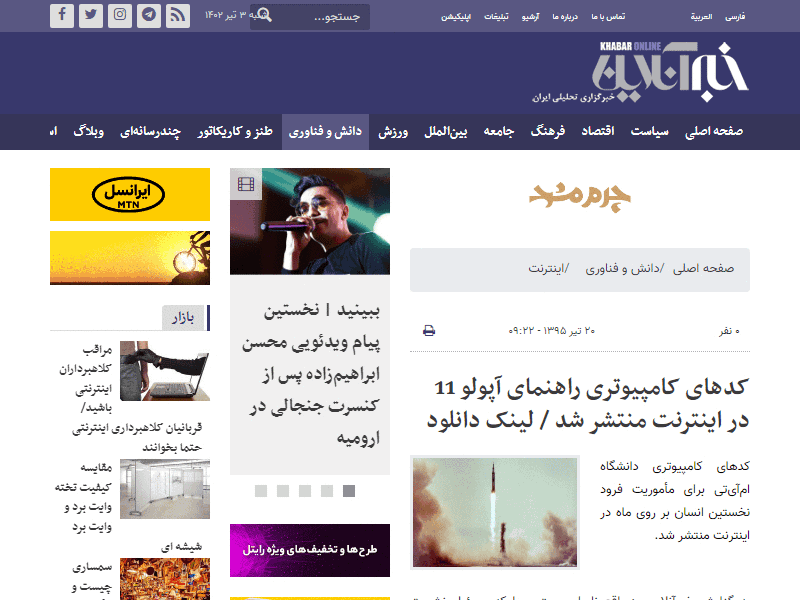 فارسی
العربیة
تماس با ما
درباره ما
آرشیو
تبلیغات
اپلیکیشن
جستجو...
شنبه ۳ تیر ۱۴۰۲
خبرآنلاین
KHABAR ONLINE
خبرگزاری تحلیلی ایران
صفحه اصلی
سیاست
اقتصاد
فرهنگ
جامعه
بین‌الملل
ورزش
دانش و فناوری
طنز و کاریکاتور
چندرسانه‌ای
وبلاگ
چرم مشهد
صفحه اصلی / دانش و فناوری / اینترنت
۰ نفر
۲۰ تیر ۱۳۹۵ - ۰۹:۲۲
کدهای کامپیوتری راهنمای آپولو 11
در اینترنت منتشر شد / لینک دانلود
کدهای کامپیوتری دانشگاه
ام‌آی‌تی برای مأموریت فرود
نخستین انسان بر روی ماه در
اینترنت منتشر شد.
ببینید | نخستین
پیام ویدئویی محسن
ابراهیم‌زاده پس از
کنسرت جنجالی در
ارومیه
طرح‌ها و تخفیف‌های ویژه رایتل
ایرانسل
MTN
بازار
مراقب
کلاهبرداران
اینترنتی
باشید/
قربانیان کلاهبرداری اینترنتی
حتما بخوانند
مقایسه
کیفیت تخته
وایت برد و
وایت برد
شیشه ای
سمساری
چیست و